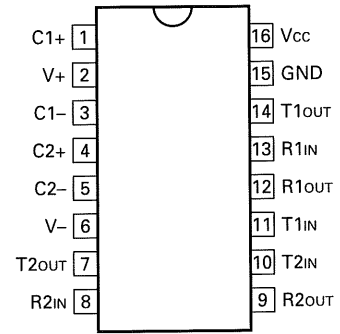 C1+ 1 16 Vcc
V+ 2 15 GND
C1– 3 14 T1OUT
C2+ 4 13 R1IN
C2– 5 12 R1OUT
V– 6 11 T1IN
T2OUT 7 10 T2IN
R2IN 8 9 R2OUT